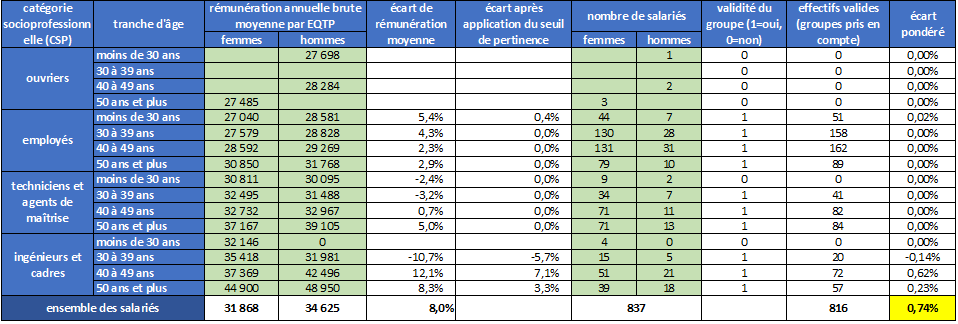 catégorie socioprofessionnelle (CSP) tranche d'âge rémunération annuelle brute moyenne par EQTP écart de rémunération moyenne écart après application du seuil de pertinence nombre de salariés validité du groupe (1=oui, 0=non) effectifs valides (groupes pris en compte) écart pondéré
femmes hommes femmes hommes
ouvriers
moins de 30 ans 27 698 1 0 0 0,00%
30 à 39 ans 0 0 0,00%
40 à 49 ans 28 284 2 0 0 0,00%
50 ans et plus 27 485 3 0 0 0,00%
employés
moins de 30 ans 27 040 28 581 5,4% 0,4% 44 7 1 51 0,02%
30 à 39 ans 27 579 28 828 4,3% 0,0% 130 28 1 158 0,00%
40 à 49 ans 28 592 29 269 2,3% 0,0% 131 31 1 162 0,00%
50 ans et plus 30 850 31 768 2,9% 0,0% 79 10 1 89 0,00%
techniciens et agents de maîtrise
moins de 30 ans 30 811 30 095 -2,4% 0,0% 9 2 0 0 0,00%
30 à 39 ans 32 495 31 488 -3,2% 0,0% 34 7 1 41 0,00%
40 à 49 ans 32 732 32 967 0,7% 0,0% 71 11 1 82 0,00%
50 ans et plus 37 167 39 105 5,0% 0,0% 71 13 1 84 0,00%
ingénieurs et cadres
moins de 30 ans 32 146 0 4 0 0 0 0,00%
30 à 39 ans 35 418 31 981 -10,7% -5,7% 15 5 1 20 -0,14%
40 à 49 ans 37 369 42 496 12,1% 7,1% 51 21 1 72 0,62%
50 ans et plus 44 900 48 950 8,3% 3,3% 39 18 1 57 0,23%
ensemble des salariés 31 868 34 625 8,0% 837 816 0,74%